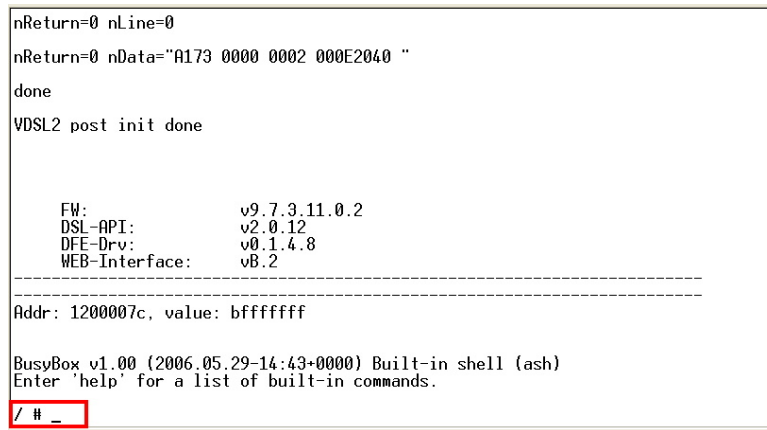 nReturn=0 nLine=0
nReturn=0 nData="A173 0000 0002 000E2040 "
done
VDSL2 post init done
FW: v9.7.3.11.0.2
DSL-API: v2.0.12
DFE-Drv: v0.1.4.8
WEB-Interface: vB.2
--------------------------------------------------------------------------
--------------------------------------------------------------------------
Addr: 1200007c, value: bfffffff
BusyBox v1.00 (2006.05.29-14:43+0000) Built-in shell (ash)
Enter 'help' for a list of built-in commands.
/ # _